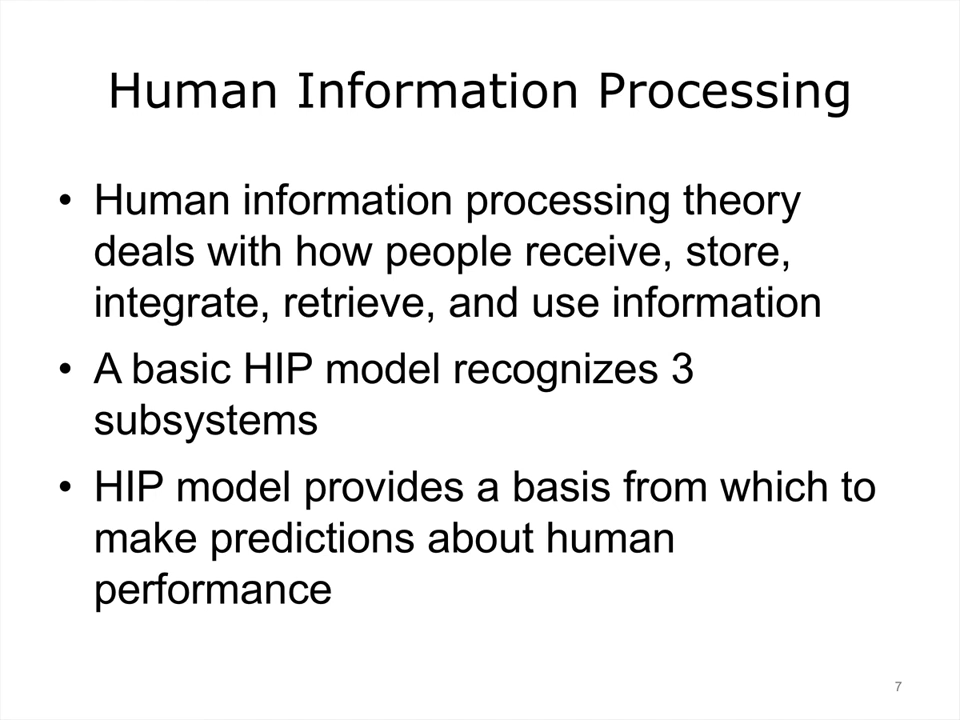 Human Information Processing
• Human information processing theory
deals with how people receive, store,
integrate, retrieve, and use information
• A basic HIP model recognizes 3
subsystems
• HIP model provides a basis from which to
make predictions about human
performance
7